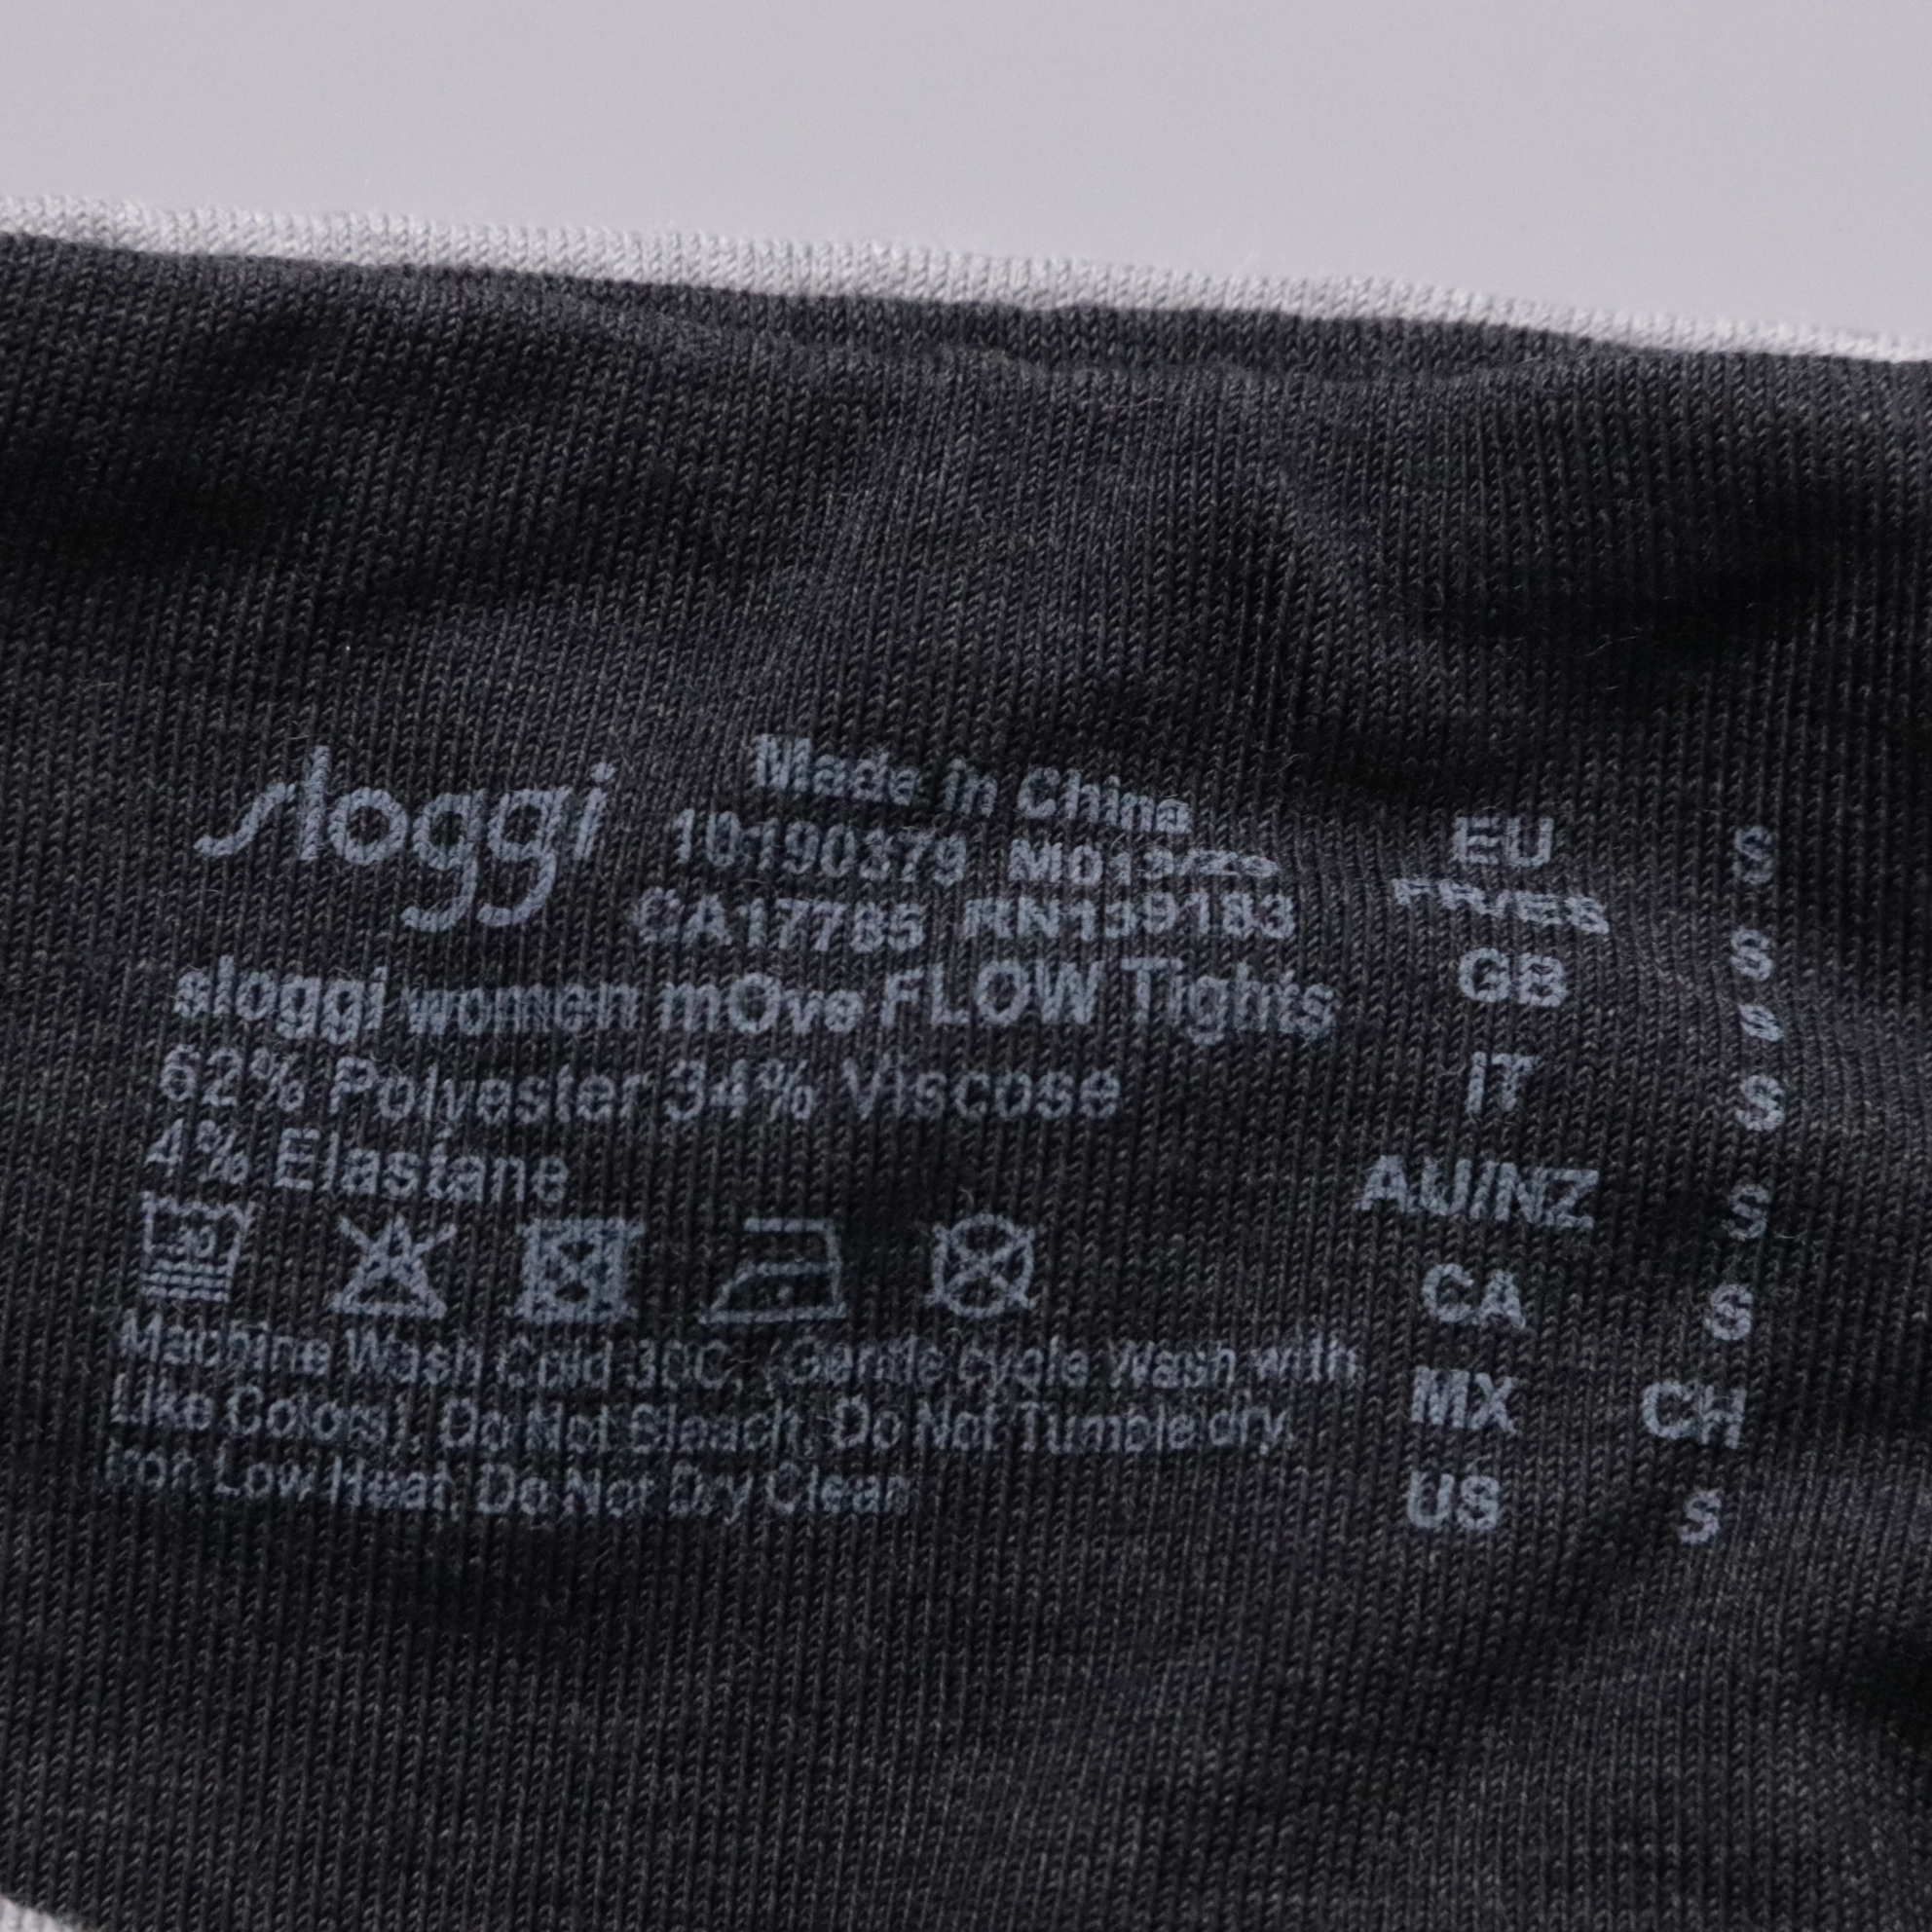 sloggi
Made in China
10190379 M013/23
CA17785 RN139183
sloggi women mOve FLOW Tights
62% Polyester 34% Viscose
4% Elastane
30
Machine Wash Cold 30C, (Gentle cycle Wash with
Like Colors), Do Not Bleach, Do Not Tumble dry,
Iron Low Heat, Do Not Dry Clean
EU S
FR/ES S
GB S
IT S
AU/NZ S
CA S
MX CH
US S